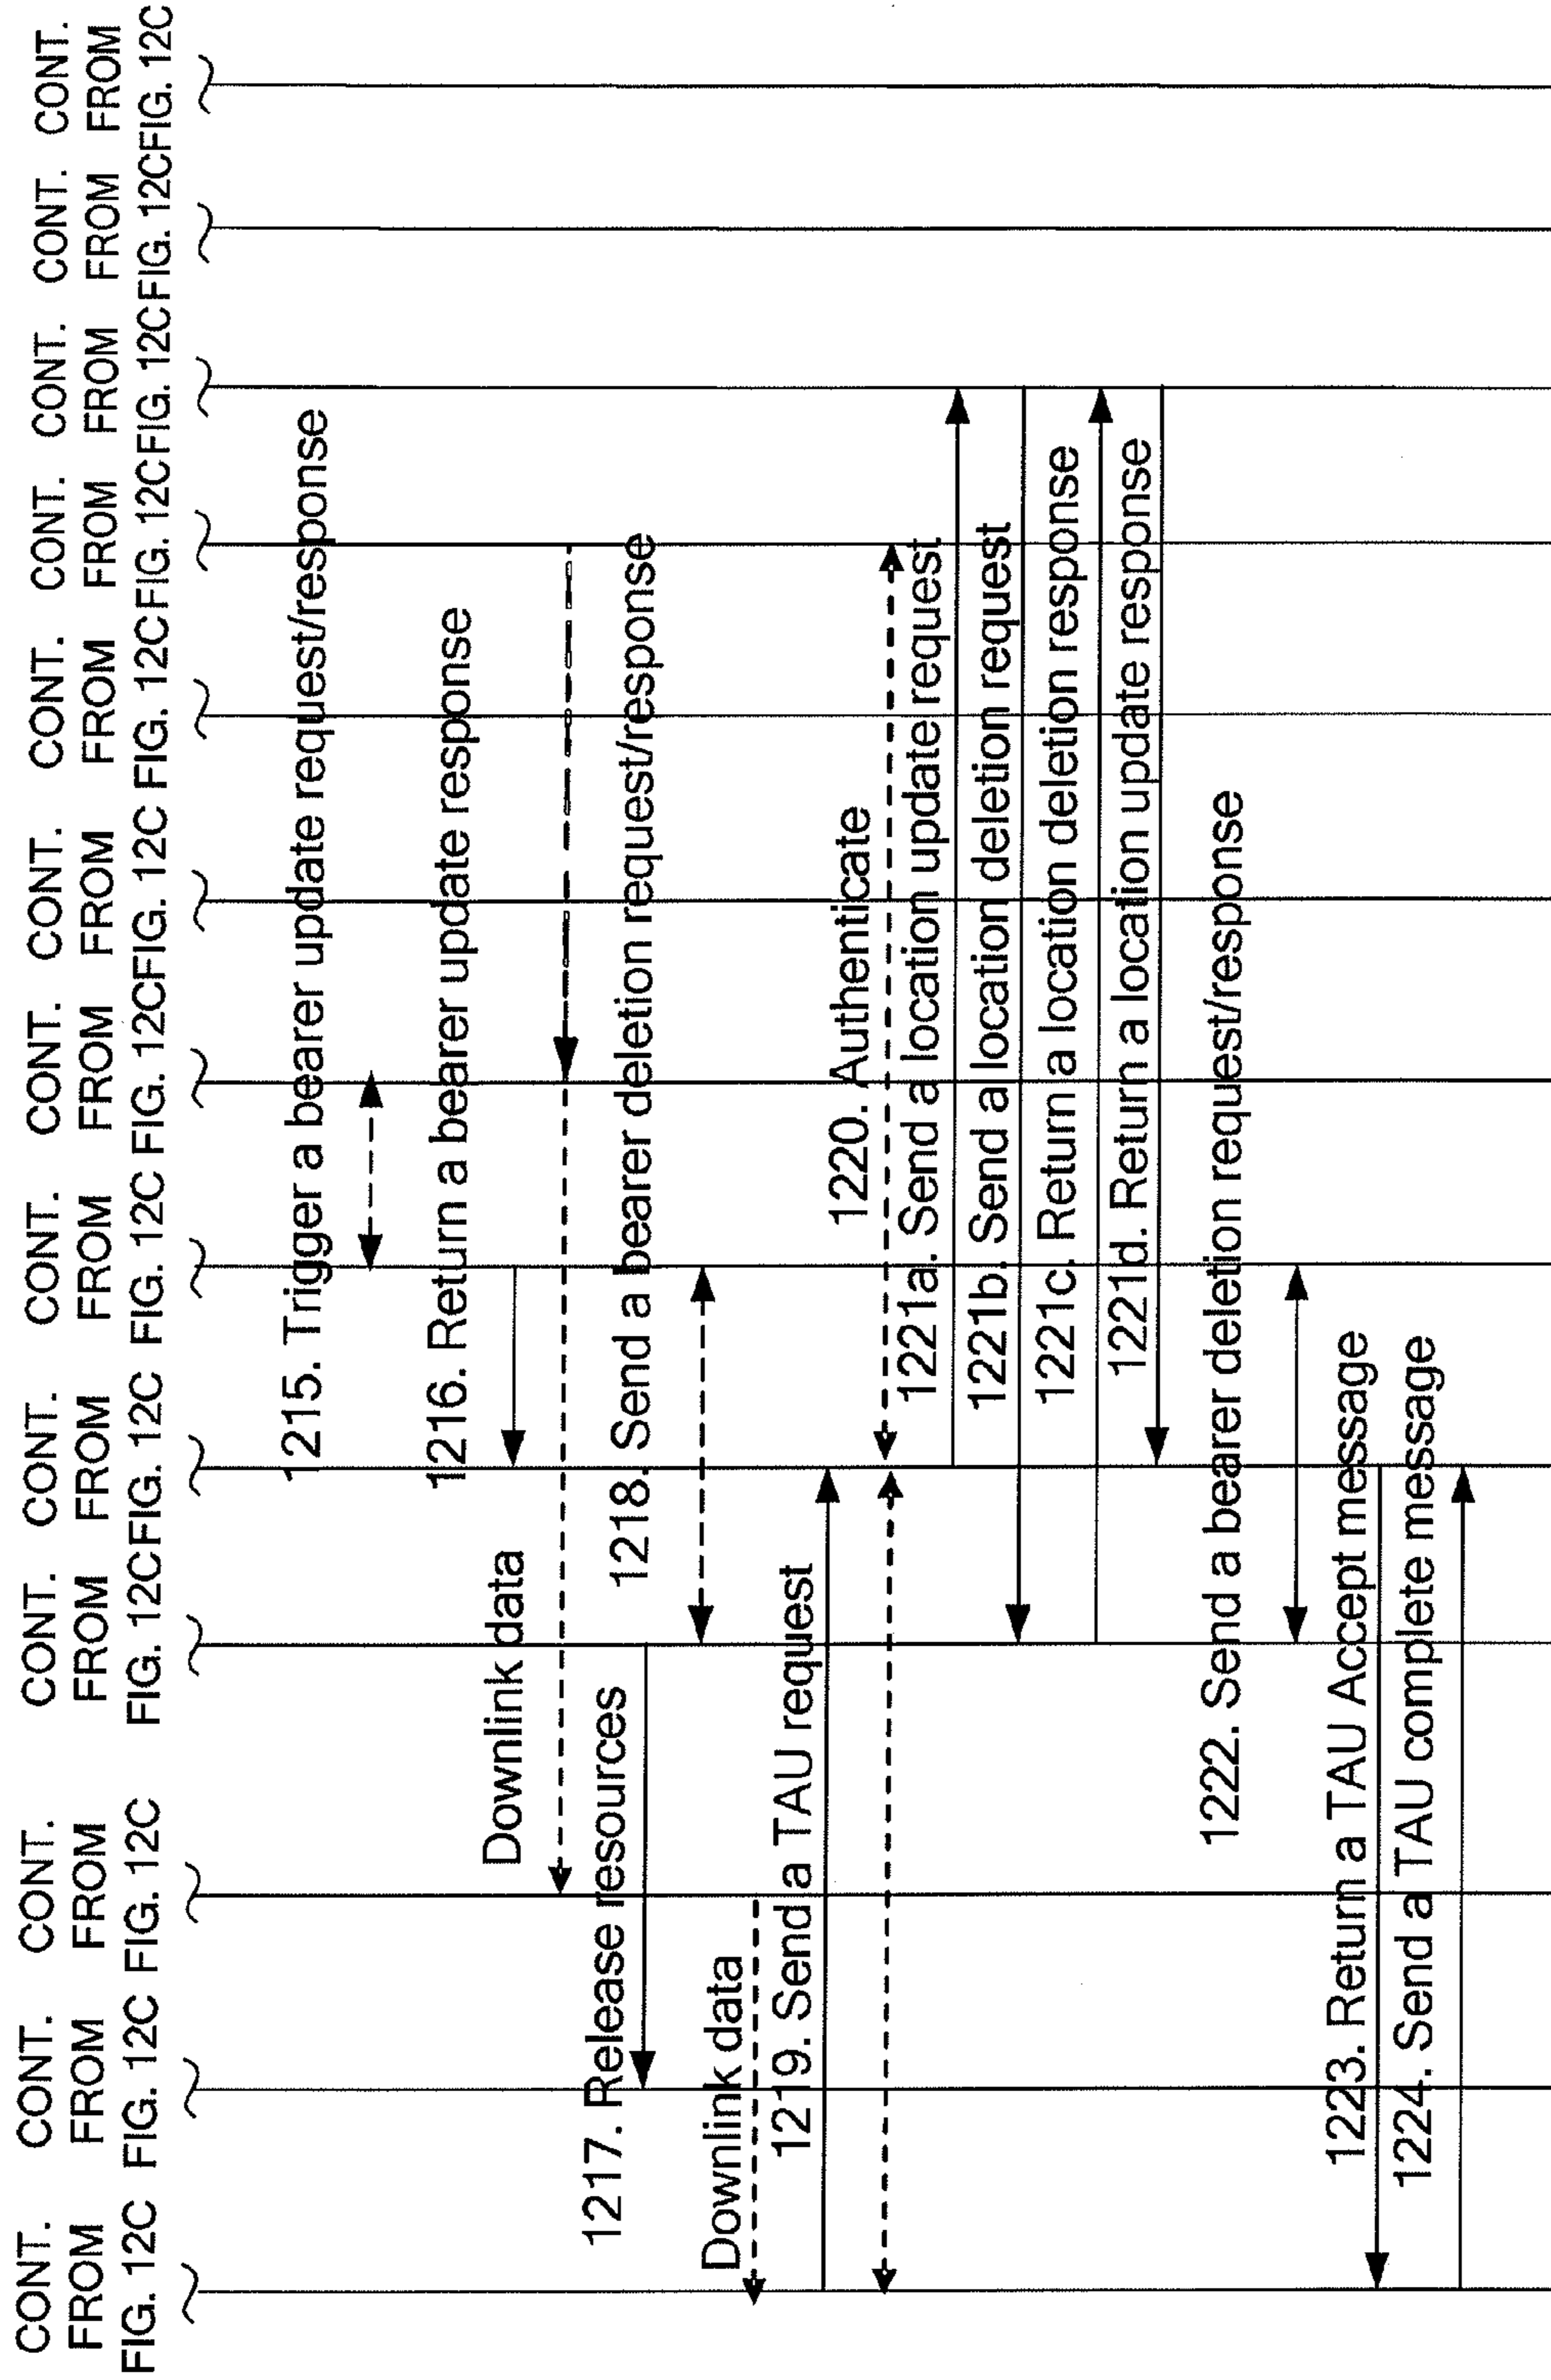 CONT. CONT. CONT. CONT. CONT. CONT. CONT. CONT. CONT. CONT. CONT. CONT. CONT.
FROM FROM FROM FROM FROM FROM FROM FROM FROM FROM FROM FROM FROM
FIG. 12C FIG. 12C FIG. 12C FIG. 12C FIG. 12C FIG. 12C FIG. 12C FIG. 12C FIG. 12C FIG. 12C FIG. 12C FIG. 12C FIG. 12C
1215. Trigger a bearer update request/response
1216. Return a bearer update response
Downlink data
1217. Release resources
1218. Send a bearer deletion request/response
Downlink data
1219. Send a TAU request
1220. Authenticate
1221a. Send a location update request
1221b. Send a location deletion request
1221c. Return a location deletion response
1221d. Return a location update response
1222. Send a bearer deletion request/response
1223. Return a TAU Accept message
1224. Send a TAU complete message